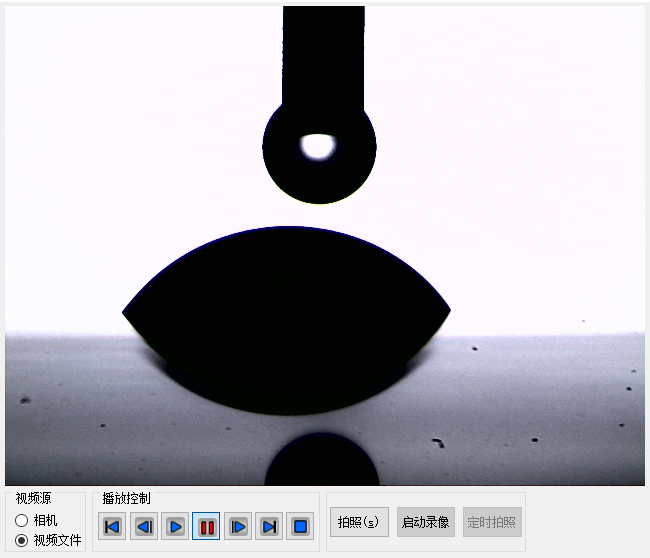 视频源
相机
视频文件
播放控制
拍照(s)
启动录像
定时拍照